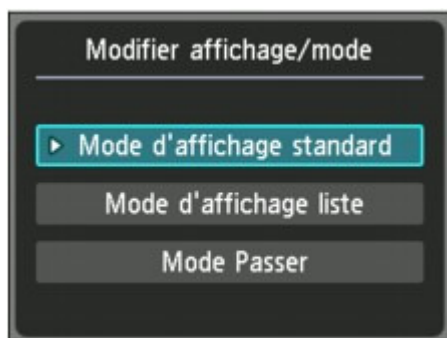 Modifier affichage/mode
Mode d'affichage standard
Mode d'affichage liste
Mode Passer